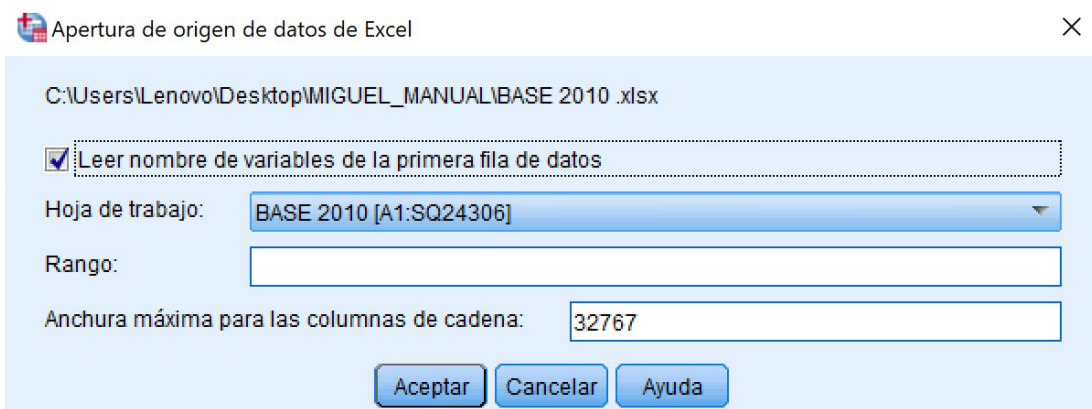 Apertura de origen de datos de Excel
C:\Users\Lenovo\Desktop\MIGUEL_MANUAL\BASE 2010 .xlsx
Leer nombre de variables de la primera fila de datos
Hoja de trabajo: BASE 2010 [A1:SQ24306]
Rango:
Anchura máxima para las columnas de cadena: 32767
Aceptar Cancelar Ayuda